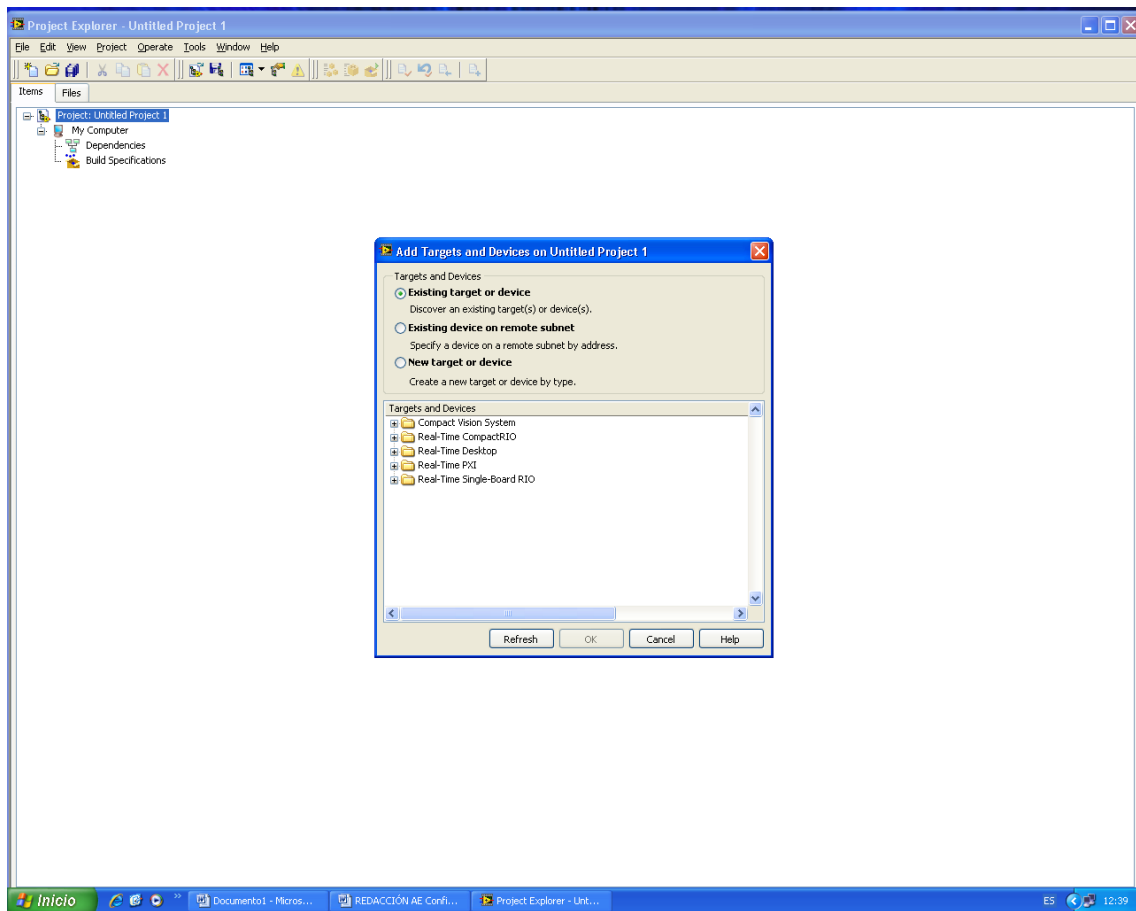 Project Explorer - Untitled Project 1
File Edit View Project Operate Tools Window Help
Items Files
Project: Untitled Project 1
My Computer
Dependencies
Build Specifications
Add Targets and Devices on Untitled Project 1
Targets and Devices
Existing target or device
Discover an existing target(s) or device(s).
Existing device on remote subnet
Specify a device on a remote subnet by address.
New target or device
Create a new target or device by type.
Targets and Devices
Compact Vision System
Real-Time CompactRIO
Real-Time Desktop
Real-Time PXI
Real-Time Single-Board RIO
Refresh OK Cancel Help
Inicio » Documento1 - Micros... REDACCIÓN AE Confi... Project Explorer - Unt... ES 12:39